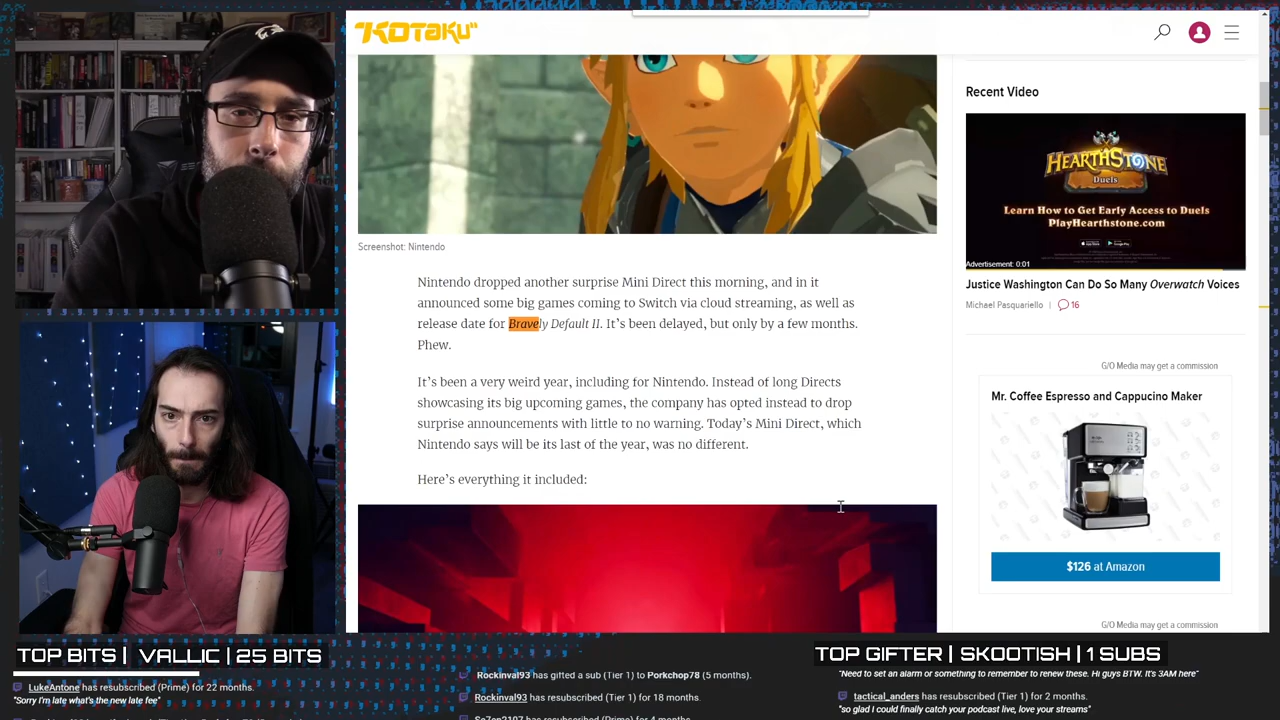 KOTAKU
Recent Video
HEARTHSTONE
Duels
Learn How to Get Early Access to Duels
PlayHearthstone.com
Advertisement: 0:01
Justice Washington Can Do So Many Overwatch Voices
Michael Pasquariello | 16
Screenshot: Nintendo
Nintendo dropped another surprise Mini Direct this morning, and in it
announced some big games coming to Switch via cloud streaming, as well as
release date for Bravely Default II. It’s been delayed, but only by a few months.
Phew.
It’s been a very weird year, including for Nintendo. Instead of long Directs
showcasing its big upcoming games, the company has opted instead to drop
surprise announcements with little to no warning. Today’s Mini Direct, which
Nintendo says will be its last of the year, was no different.
Here’s everything it included:
G/O Media may get a commission
Mr. Coffee Espresso and Cappucino Maker
$126 at Amazon
G/O Media may get a commission
TOP BITS | VALLIC | 25 BITS
LukeAntone has resubscribed (Prime) for 22 months.
"Sorry I'm late what's the new late fee"
Rockinval93 has gifted a sub (Tier 1) to Porkchop78 (5 months).
Rockinval93 has resubscribed (Tier 1) for 18 months.
TOP GIFTER | SKOOTISH | 1 SUBS
"Need to set an alarm or something to remember to renew these. Hi guys BTW. It's 3AM here"
tactical_anders has resubscribed (Tier 1) for 2 months.
"so glad I could finally catch your podcast live, love your streams"